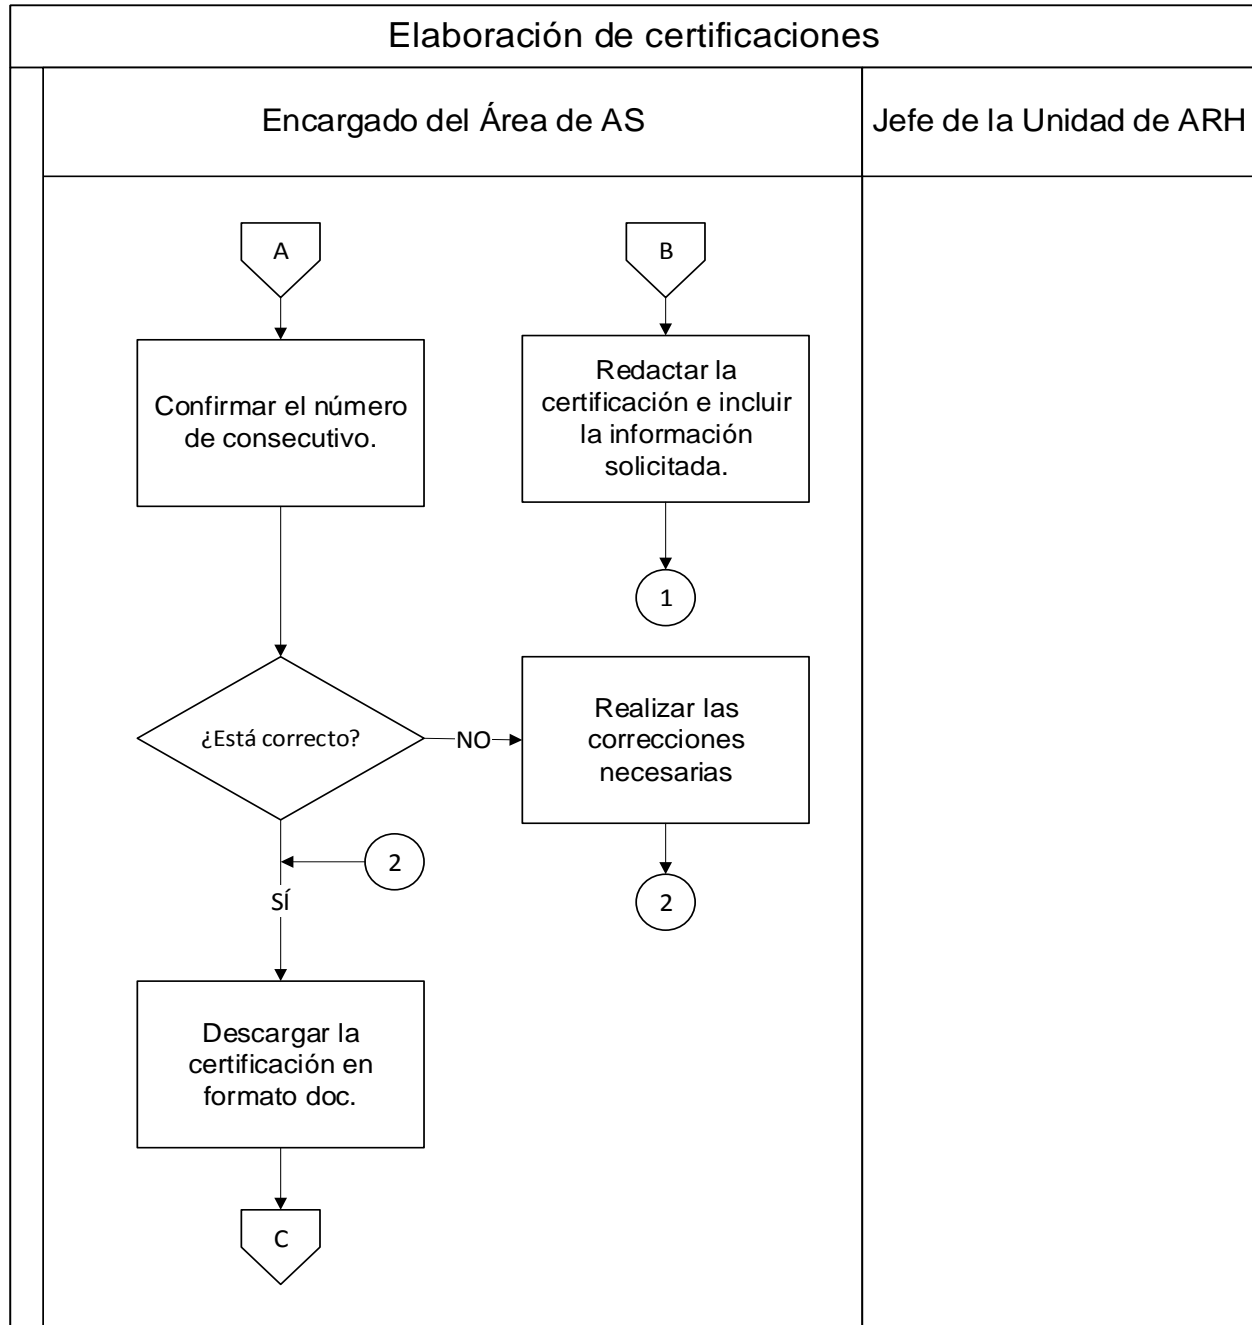 Elaboración de certificaciones
Encargado del Área de AS
Jefe de la Unidad de ARH
A
B
Confirmar el número
de consecutivo.
Redactar la
certificación e incluir
la información
solicitada.
1
¿Está correcto?
NO
Realizar las
correcciones
necesarias
2
SÍ
2
Descargar la
certificación en
formato doc.
C